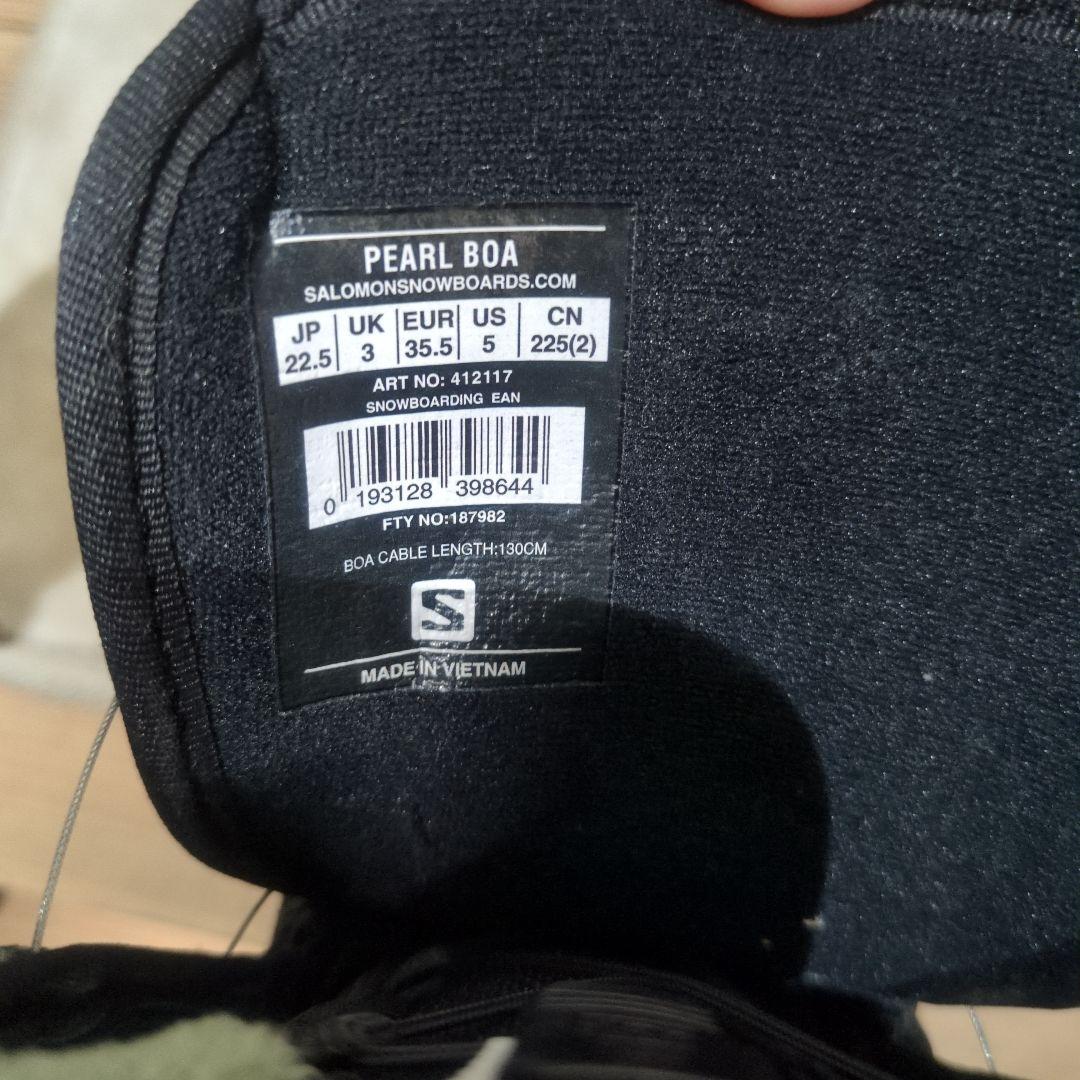 PEARL BOA
SALOMONSNOWBOARDS.COM
JP UK EUR US CN
22.5 3 35.5 5 225(2)
ART NO: 412117
SNOWBOARDING EAN
0 193128 398644
FTY NO:187982
BOA CABLE LENGTH:130CM
S
MADE IN VIETNAM